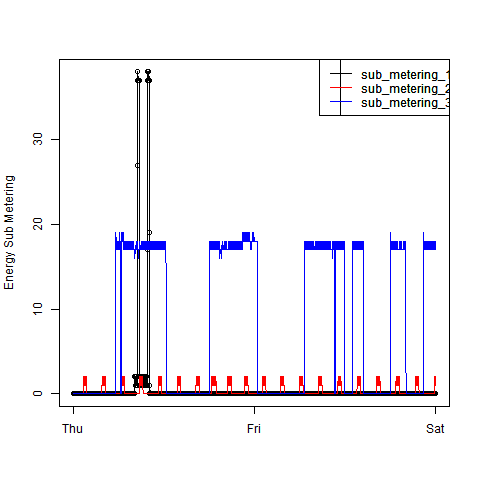 sub_metering_1
sub_metering_2
sub_metering_3
Energy Sub Metering
30
20
10
0
Thu
Fri
Sat